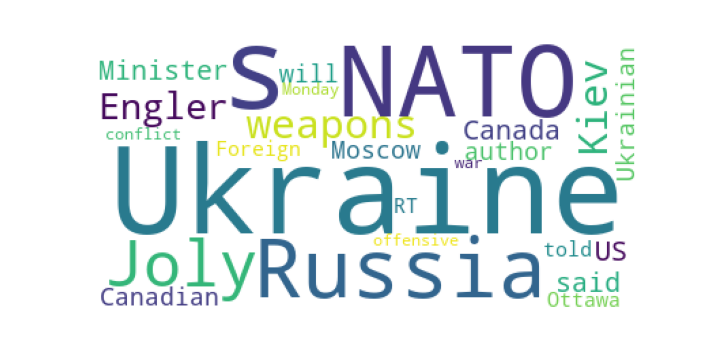 s NATO
Minister will Kiev
Monday
Engler weapons Canada Ukrainian
conflict Foreign Moscow author
Ukraine
war
RT
Joly Russia
offensive told US
Canadian said
Ottawa